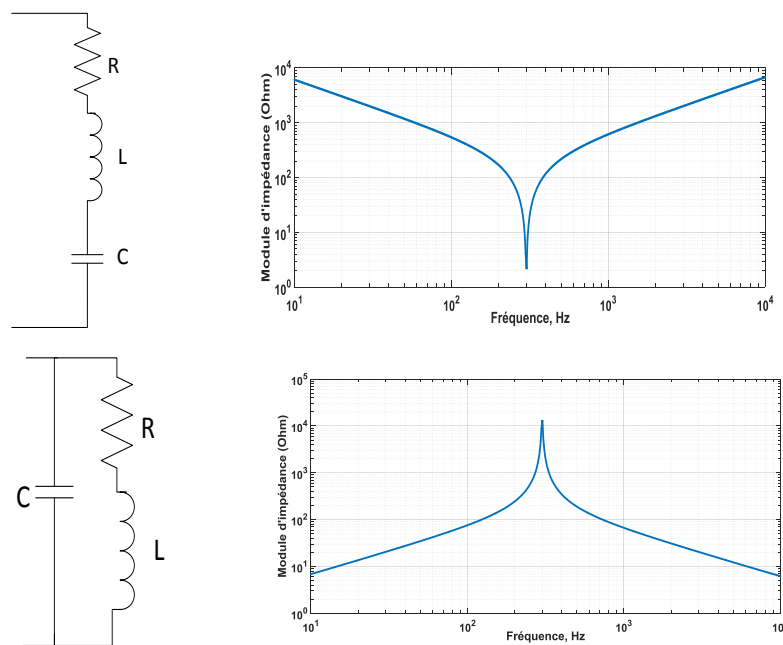 R
L
C
Module d'impédance (Ohm)
10^4
10^3
10^2
10^1
10^0
10^1 10^2 10^3 10^4
Fréquence, Hz
C
R
L
Module d'impédance (Ohm)
10^5
10^4
10^3
10^2
10^1
10^0
10^1 10^2 10^3
Fréquence, Hz